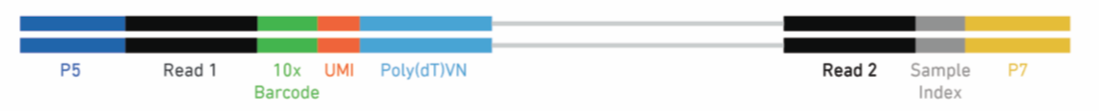 P5
Read 1
10x
Barcode
UMI
Poly(dT)VN
Read 2
Sample
Index
P7